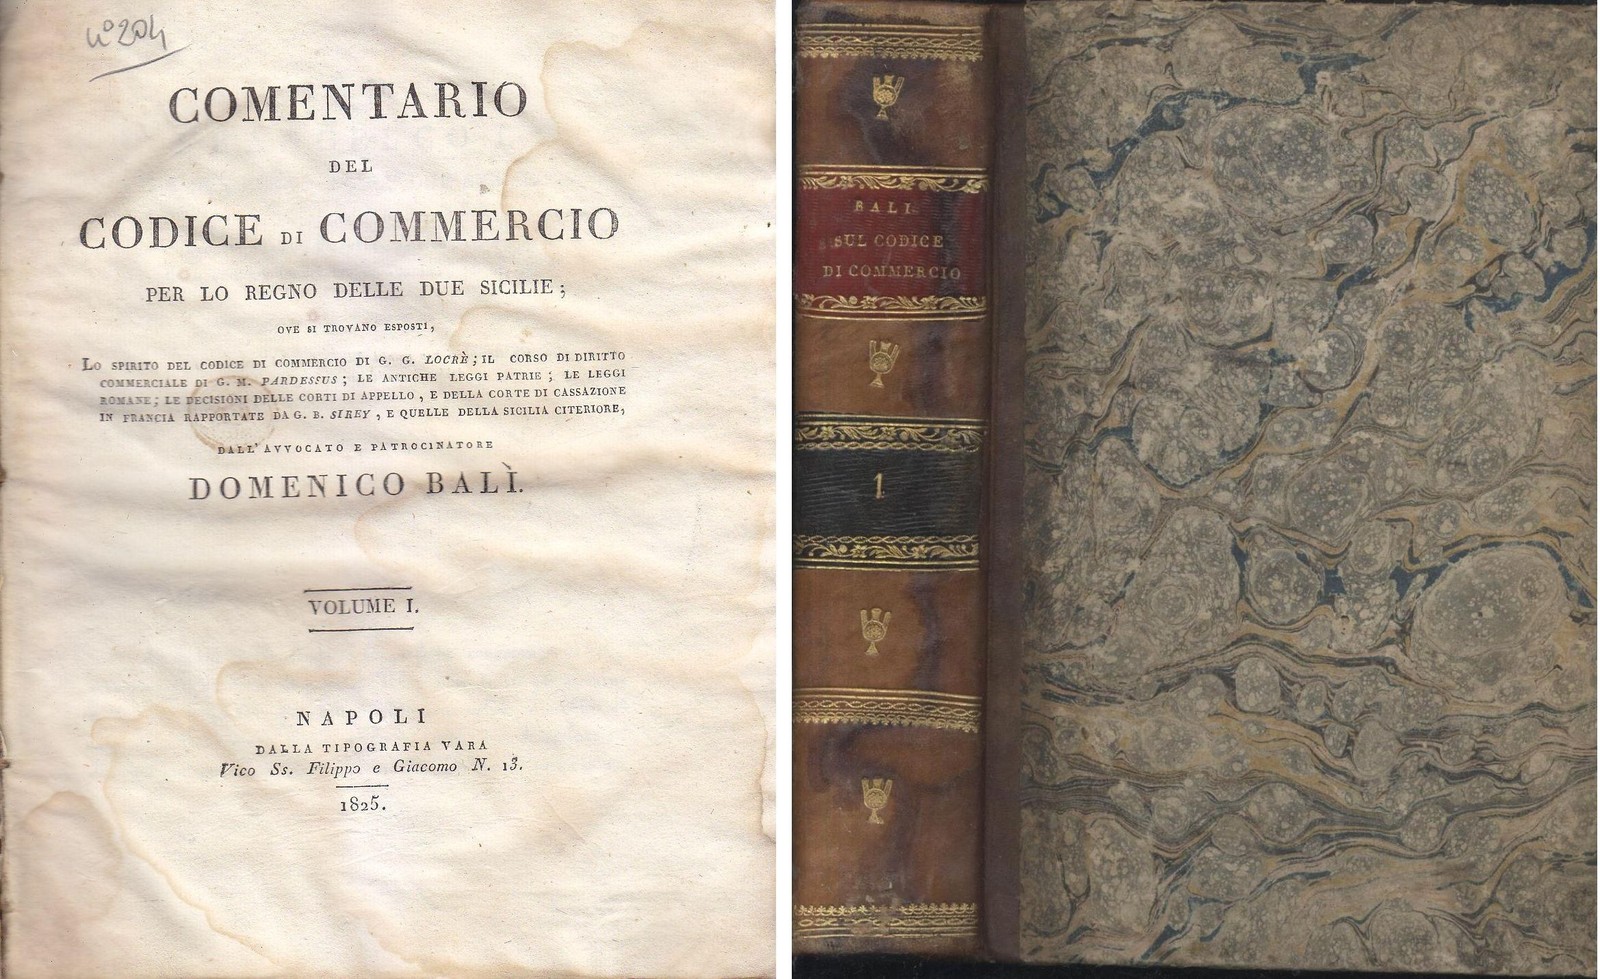 n° 204
COMENTARIO
DEL
CODICE DI COMMERCIO
PER LO REGNO DELLE DUE SICILIE;
OVE SI TROVANO ESPOSTI,
LO SPIRITO DEL CODICE DI COMMERCIO DI G. G. LOCRÈ; IL CORSO DI DIRITTO
COMMERCIALE DI G. M. PARDESSUS; LE ANTICHE LEGGI PATRIE; LE LEGGI
ROMANE; LE DECISIONI DELLE CORTI DI APPELLO, E DELLA CORTE DI CASSAZIONE
IN FRANCIA RAPPORTATE DA G. B. SIREY, E QUELLE DELLA SICILIA CITERIORE,
DALL'AVVOCATO E PATROCINATORE
DOMENICO BALÌ.
VOLUME I.
NAPOLI
DALLA TIPOGRAFIA VARA
Vico Ss. Filippo e Giacomo N. 13.
1825.
BALI
SUL CODICE
DI COMMERCIO
1